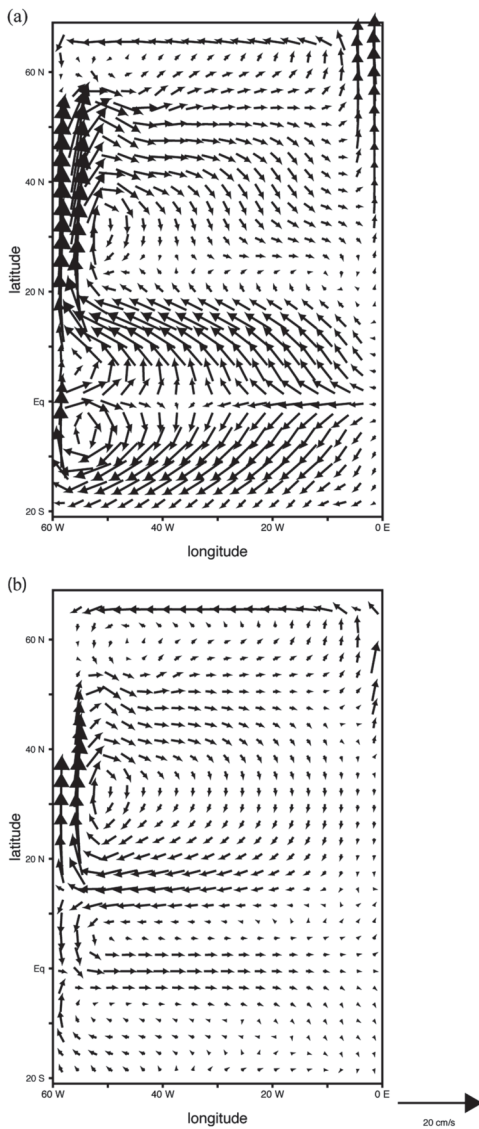 (a)
60 N
40 N
latitude
20 N
Eq
20 S
60 W
40 W
20 W
0 E
longitude
(b)
60 N
40 N
latitude
20 N
Eq
20 S
60 W
40 W
20 W
0 E
longitude
20 cm/s